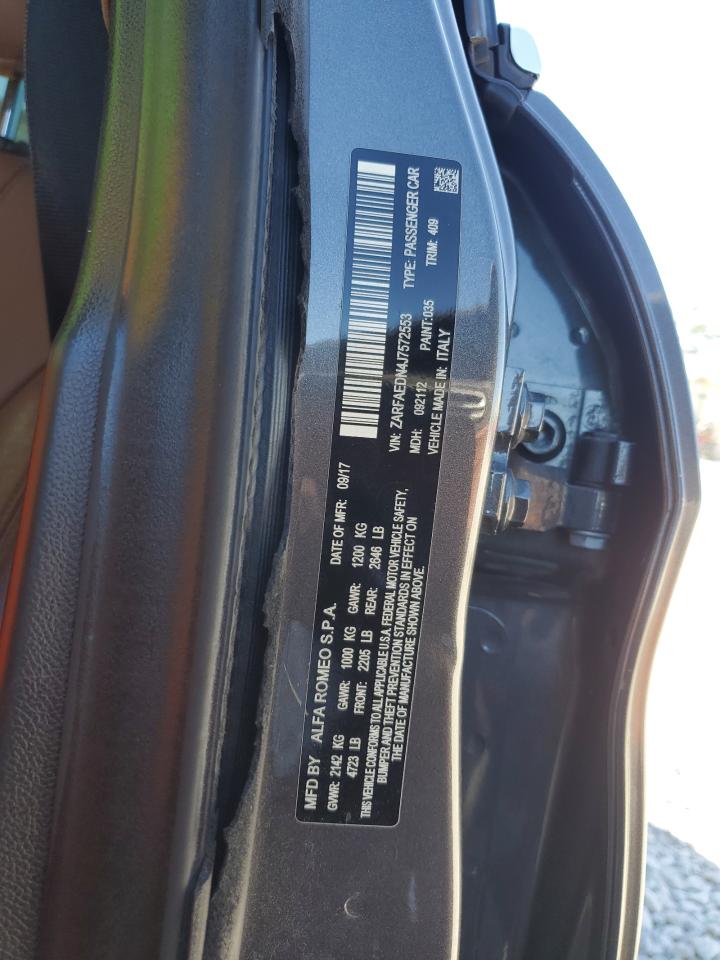 MFD BY ALFA ROMEO S.P.A. DATE OF MFR: 09/17
GVWR: 2142 KG GAWR: 1000 KG GAWR: 1200 KG
4723 LB FRONT: 2205 LB REAR: 2646 LB
THIS VEHICLE CONFORMS TO ALL APPLICABLE U.S.A. FEDERAL MOTOR VEHICLE SAFETY,
BUMPER AND THEFT PREVENTION STANDARDS IN EFFECT ON
THE DATE OF MANUFACTURE SHOWN ABOVE.
VIN: ZARFAEDN4J7572553 TYPE: PASSENGER CAR
MDH: 092112 PAINT:035 TRIM: 409
VEHICLE MADE IN: ITALY